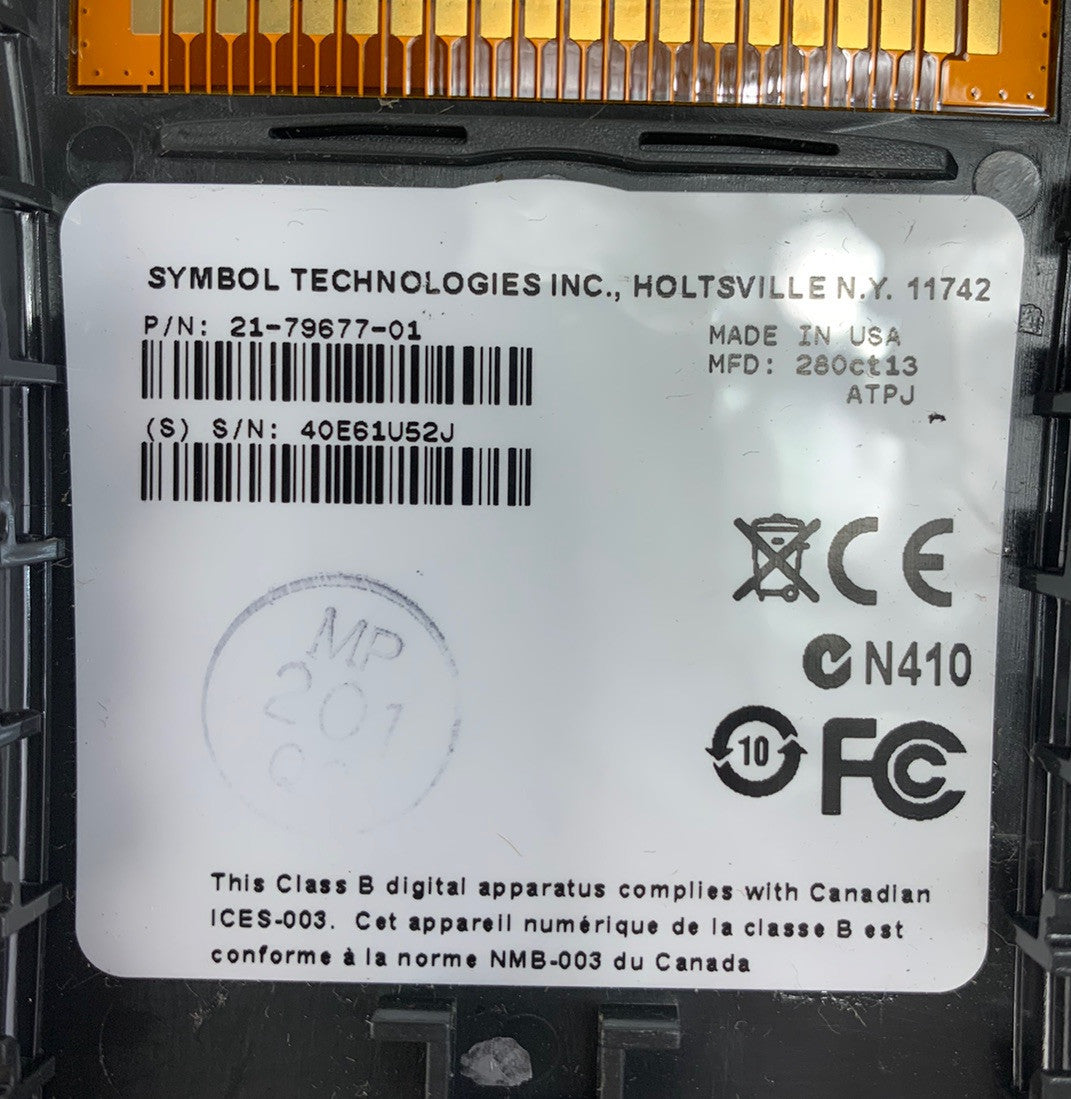 SYMBOL TECHNOLOGIES INC., HOLTSVILLE N.Y. 11742
P/N: 21-79677-01
MADE IN USA
MFD: 28Oct13
ATPJ
(S) S/N: 40E61U52J
CE
N410
10 FCC
MP
201
This Class B digital apparatus complies with Canadian
ICES-003. Cet appareil numérique de la classe B est
conforme à la norme NMB-003 du Canada